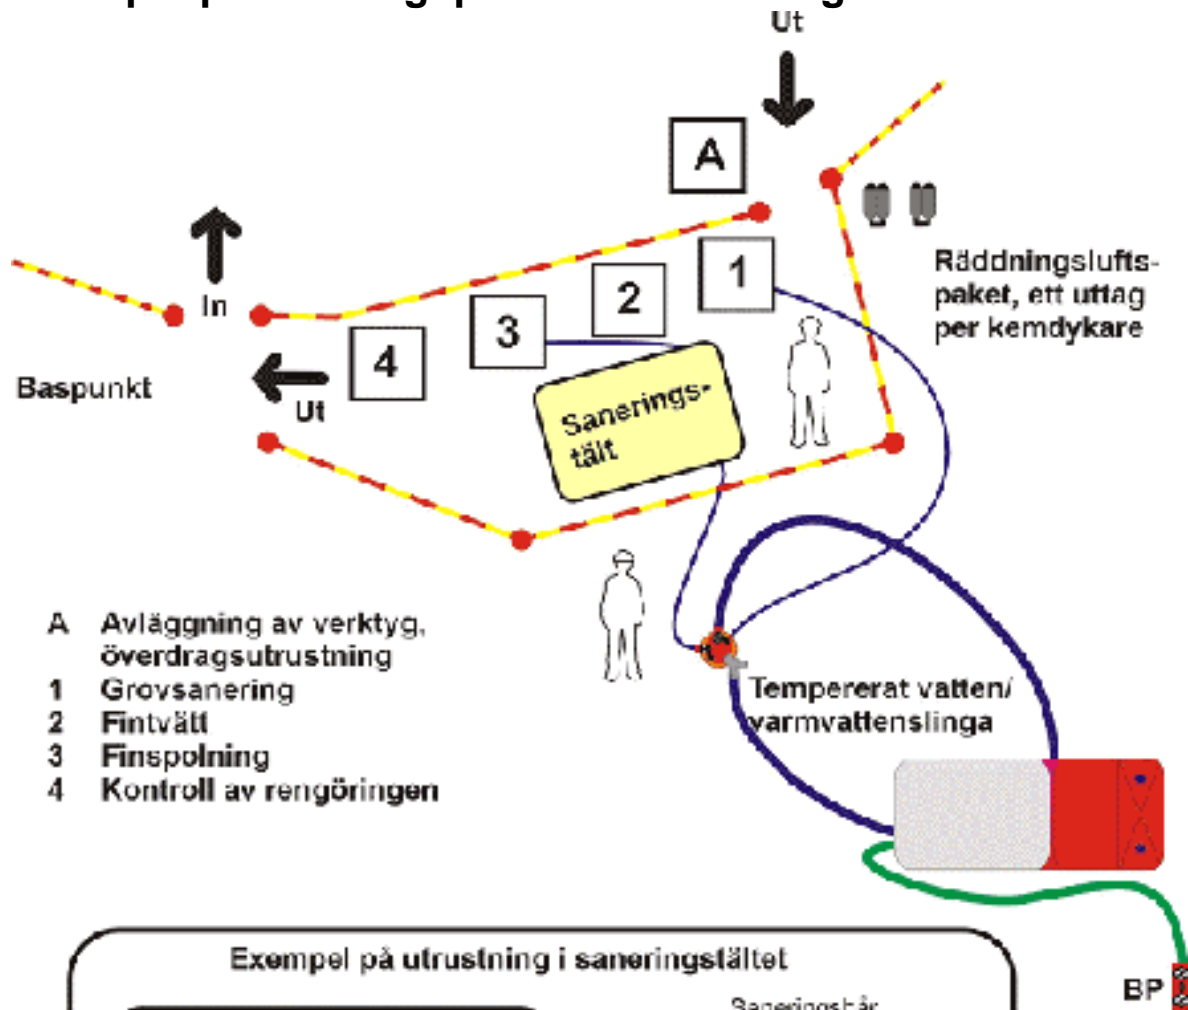 Ut
A
1
2
3
4
In
Ut
Baspunkt
Räddningslufts-
paket, ett uttag
per kemdykare
Sanerings-
tält
A Avläggning av verktyg,
överdragsutrustning
1 Grovsanering
2 Fintvätt
3 Finspolning
4 Kontroll av rengöringen
Tempererat vatten/
varmvattenslinga
BP
Exempel på utrustning i saneringstältet
Saneringsbår